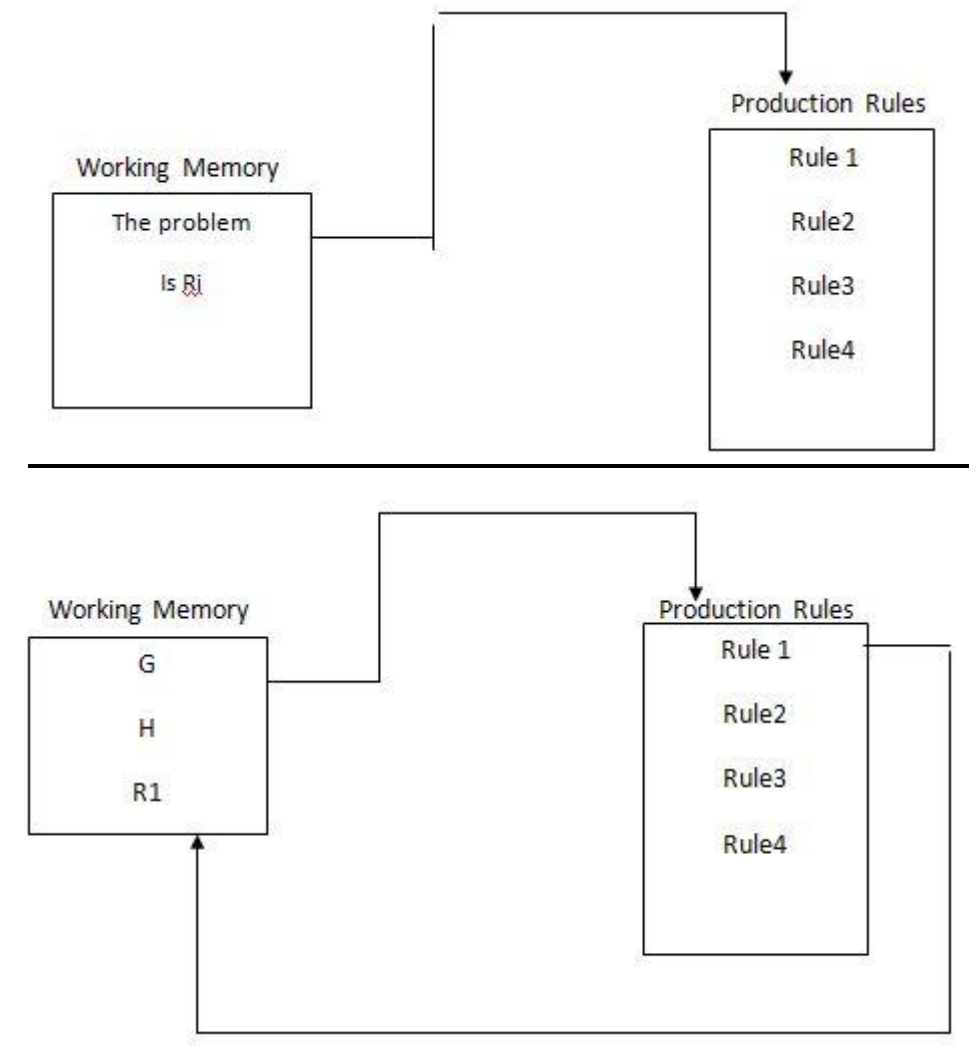 Production Rules
Rule 1
Working Memory
The problem
Rule2
Is Ri
Rule3
Rule4
Working Memory
G
H
R1
Production Rules
Rule 1
Rule2
Rule3
Rule4